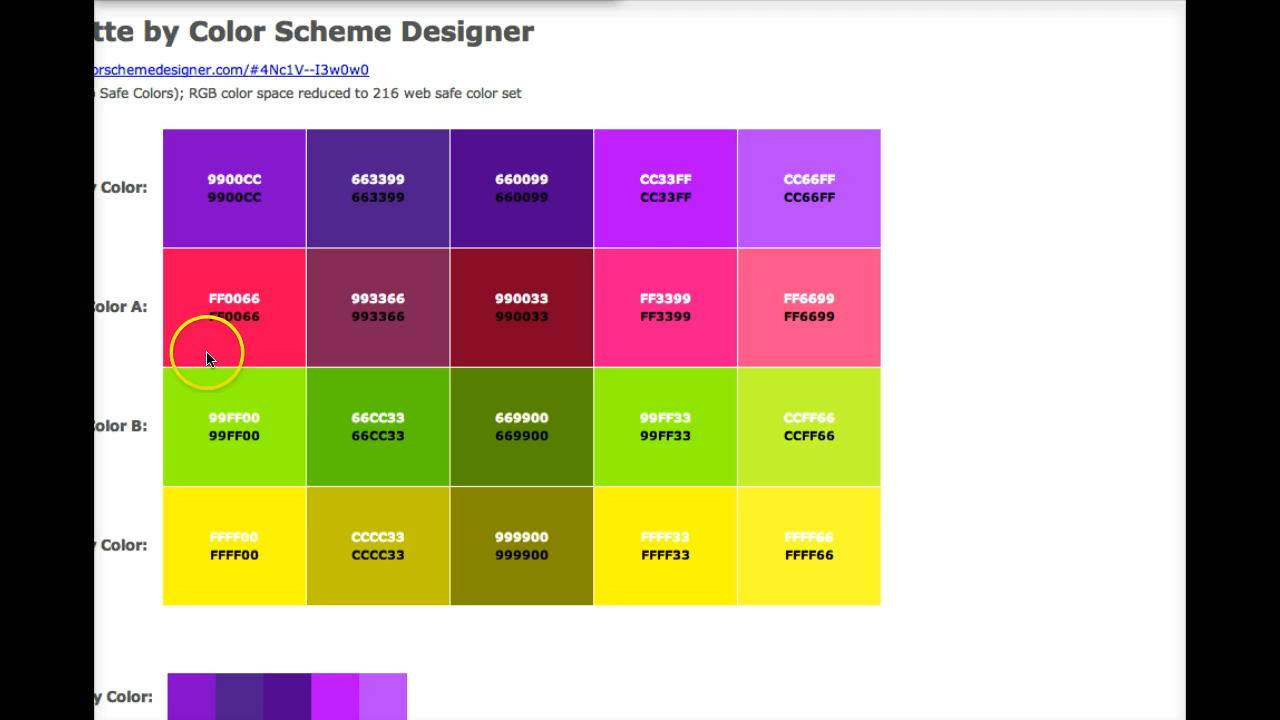 tte by Color Scheme Designer
orschemedesigner.com/#4Nc1V--I3w0w0
Safe Colors); RGB color space reduced to 216 web safe color set
y Color:
9900CC 663399 660099 CC33FF CC66FF
9900CC 663399 660099 CC33FF CC66FF
Color A:
FF0066 993366 990033 FF3399 FF6699
FF0066 993366 990033 FF3399 FF6699
Color B:
99FF00 66CC33 669900 99FF33 CCFF66
99FF00 66CC33 669900 99FF33 CCFF66
y Color:
FFFF00 CCCC33 999900 FFFF33 FFFF66
FFFF00 CCCC33 999900 FFFF33 FFFF66
y Color: